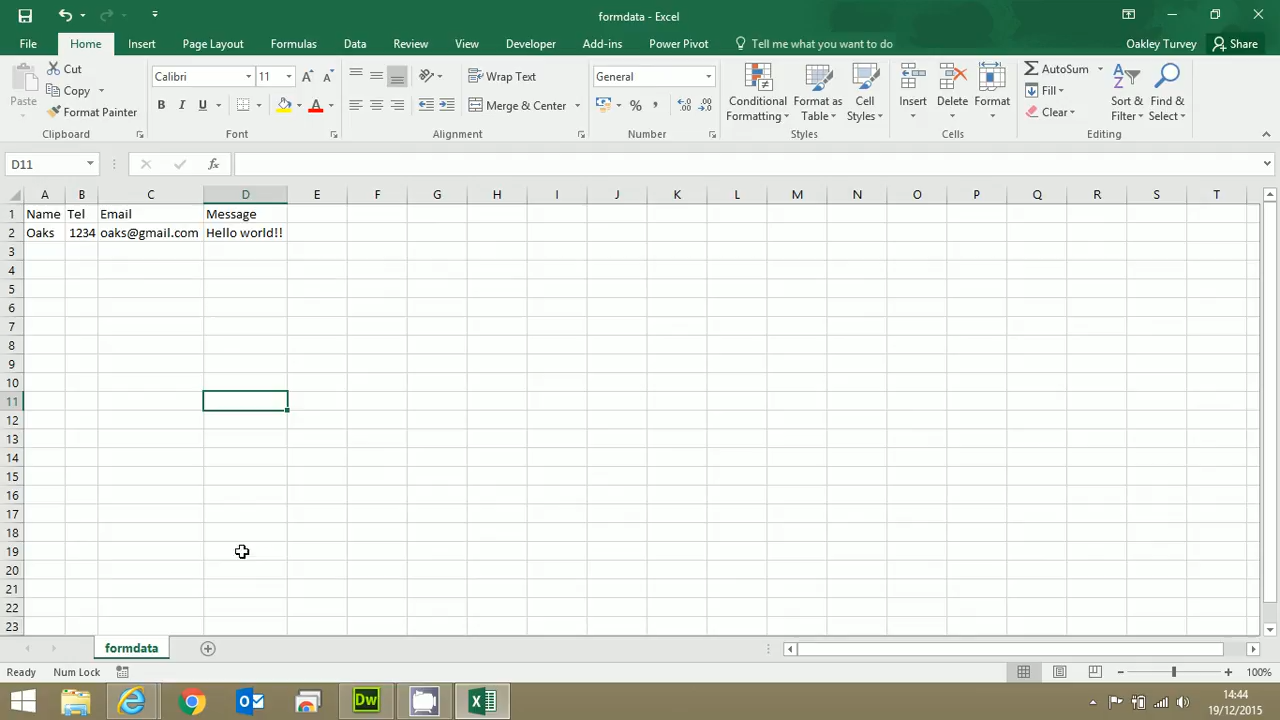 formdata - Excel
File Home Insert Page Layout Formulas Data Review View Developer Add-ins Power Pivot Tell me what you want to do Oakley Turvey Share
Paste
Cut
Copy
Format Painter
Clipboard
Calibri 11
B I U
Font
Wrap Text
Merge & Center
Alignment
General
%
Number
Conditional Formatting
Format as Table
Cell Styles
Styles
Insert
Delete
Format
Cells
AutoSum
Fill
Clear
Sort & Filter
Find & Select
Editing
D11 fx
A B C D E F G H I J K L M N O P Q R S T
1 Name Tel Email Message
2 Oaks 1234 oaks@gmail.com Hello world!!
3
4
5
6
7
8
9
10
11
12
13
14
15
16
17
18
19
20
21
22
23
formdata
Ready Num Lock 100%
Dw
14:44
19/12/2015